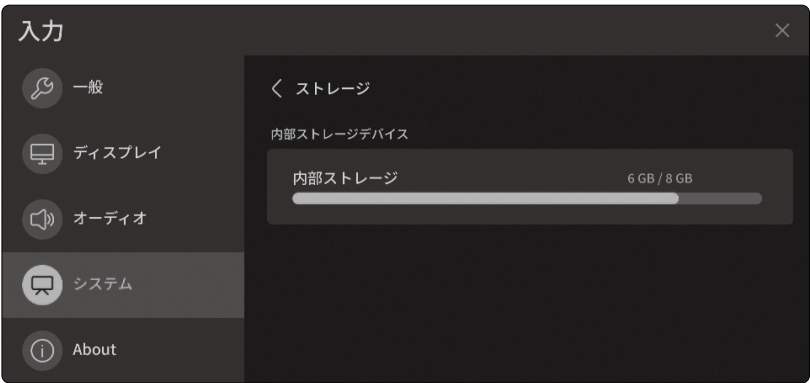 入力
一般
ディスプレイ
オーディオ
システム
About
ストレージ
内部ストレージデバイス
内部ストレージ 6 GB / 8 GB